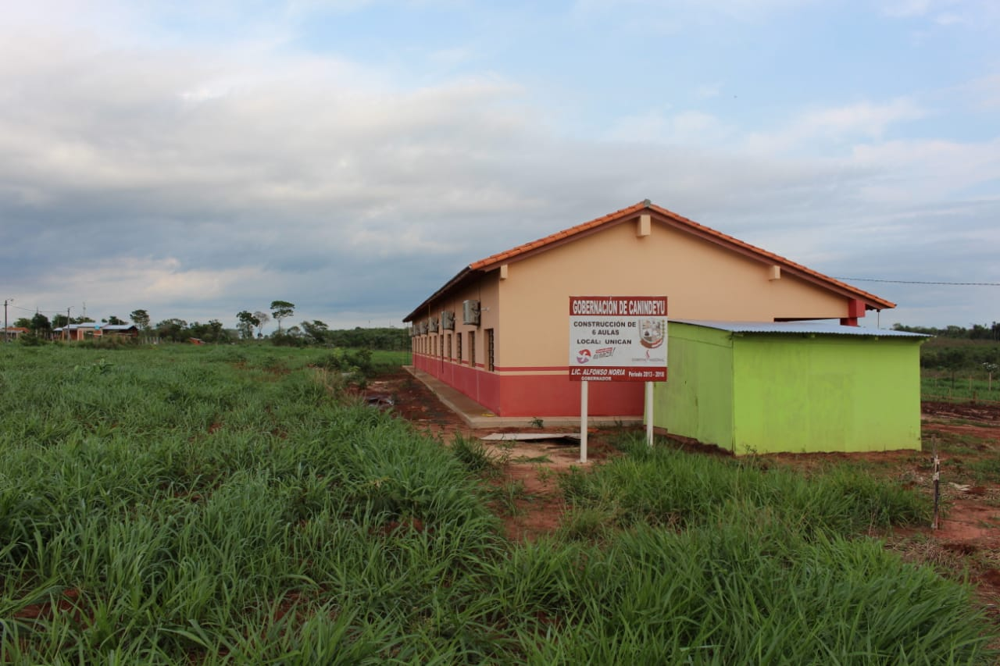 GOBERNACIÓN DE CANINDEYU
CONSTRUCCIÓN DE
6 AULAS
LOCAL: UNICAN
LIC. ALFONSO NORIA Periodo 2013 - 2018
GOBERNADOR